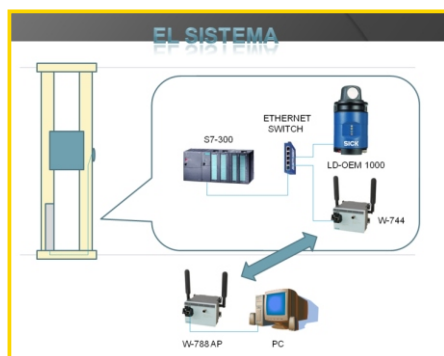 EL SISTEMA
ETHERNET
SWITCH
S7-300
SICK
LD-OEM 1000
W-744
W-788 AP
PC